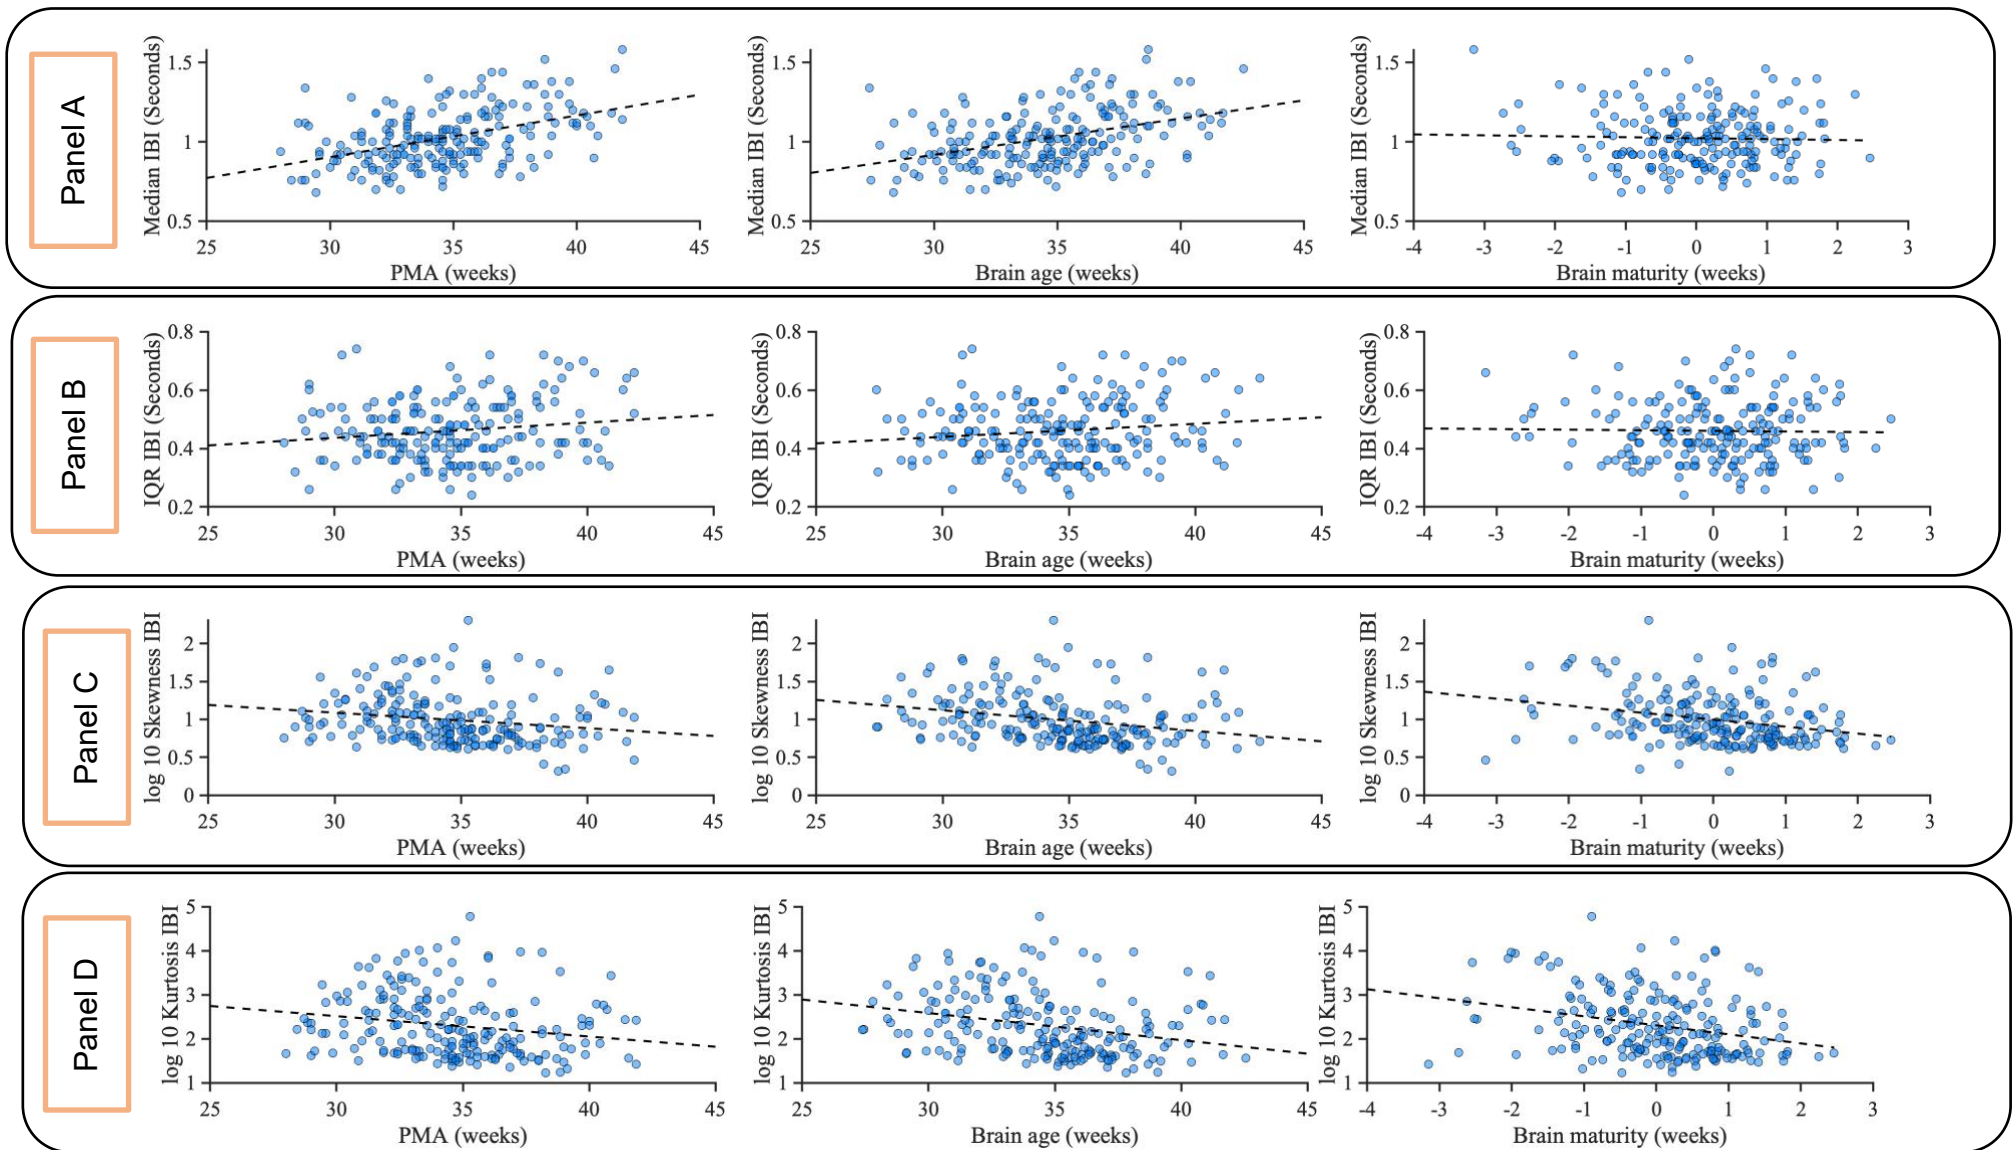 Panel A
Median IBI (Seconds)
1.5
1
0.5
25 30 35 40 45
PMA (weeks)
Median IBI (Seconds)
1.5
1
0.5
25 30 35 40 45
Brain age (weeks)
Median IBI (Seconds)
1.5
1
0.5
-4 -3 -2 -1 0 1 2 3
Brain maturity (weeks)
Panel B
IQR IBI (Seconds)
0.8
0.6
0.4
0.2
25 30 35 40 45
PMA (weeks)
IQR IBI (Seconds)
0.8
0.6
0.4
0.2
25 30 35 40 45
Brain age (weeks)
IQR IBI (Seconds)
0.8
0.6
0.4
0.2
-4 -3 -2 -1 0 1 2 3
Brain maturity (weeks)
Panel C
log 10 Skewness IBI
2
1.5
1
0.5
0
25 30 35 40 45
PMA (weeks)
log 10 Skewness IBI
2
1.5
1
0.5
0
25 30 35 40 45
Brain age (weeks)
log 10 Skewness IBI
2
1.5
1
0.5
0
-4 -3 -2 -1 0 1 2 3
Brain maturity (weeks)
Panel D
log 10 Kurtosis IBI
5
4
3
2
1
25 30 35 40 45
PMA (weeks)
log 10 Kurtosis IBI
5
4
3
2
1
25 30 35 40 45
Brain age (weeks)
log 10 Kurtosis IBI
5
4
3
2
1
-4 -3 -2 -1 0 1 2 3
Brain maturity (weeks)